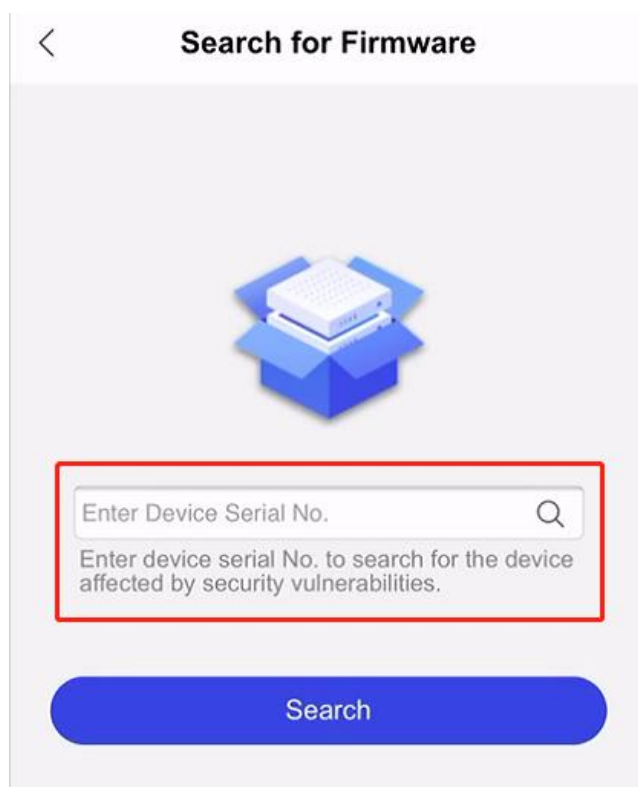 Search for Firmware
Enter Device Serial No.
Enter device serial No. to search for the device
affected by security vulnerabilities.
Search